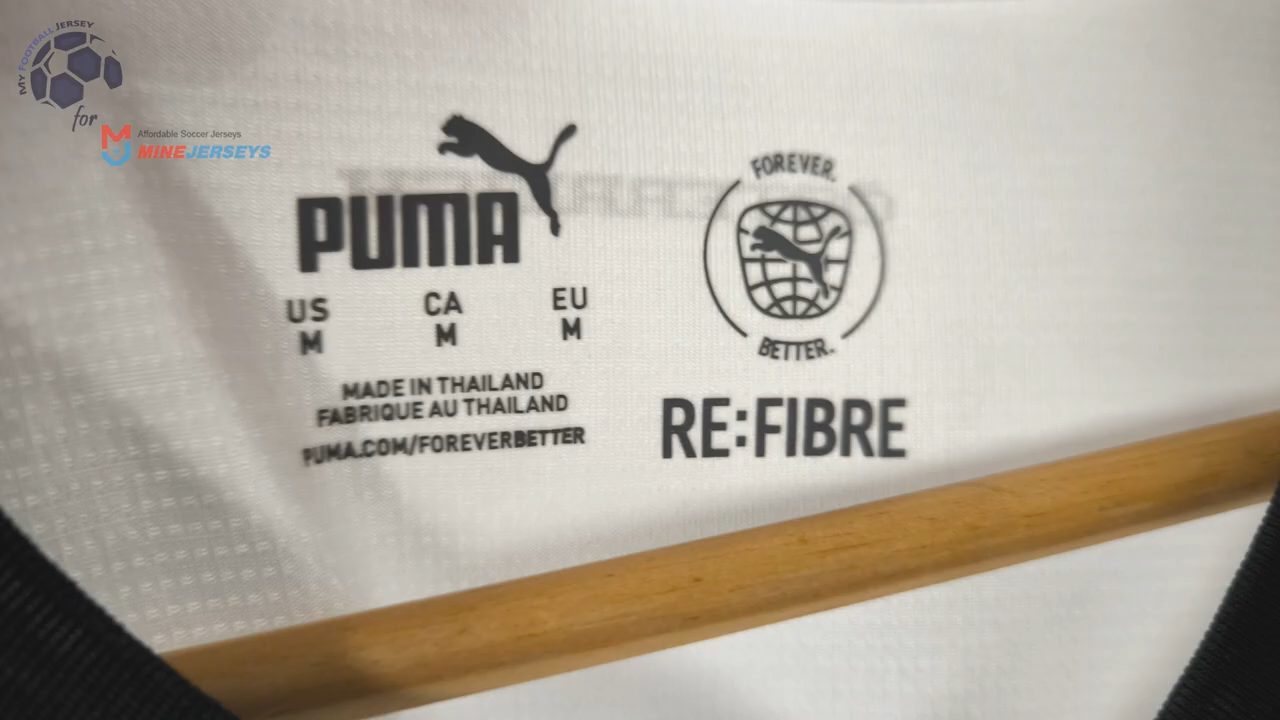 MY FOOTBALL JERSEY
for
Affordable Soccer Jerseys
MINEJERSEYS
PUMA
US CA EU
M M M
MADE IN THAILAND
FABRIQUE AU THAILAND
PUMA.COM/FOREVERBETTER
FOREVER.
BETTER.
RE:FIBRE